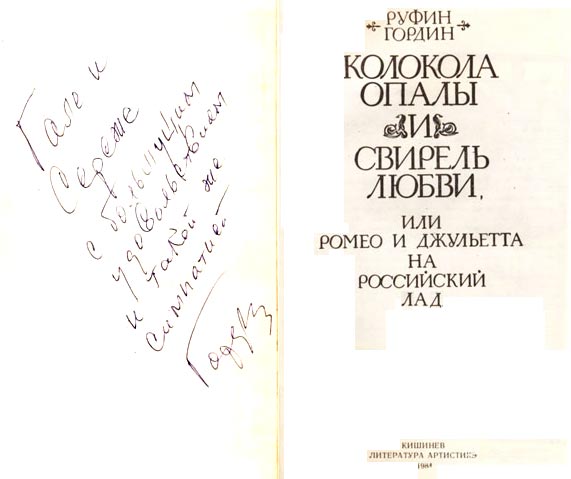 Гале и
Сереже
с большущим
удовольствием
и такой же
симпатией
Гордин
РУФИН
ГОРДИН
КОЛОКОЛА
ОПАЛЫ
И
СВИРЕЛЬ
ЛЮБВИ,
ИЛИ
РОМЕО И ДЖУЛЬЕТТА
НА
РОССИЙСКИЙ
ЛАД
КИШИНЕВ
ЛИТЕРАТУРА АРТИСТИКЭ